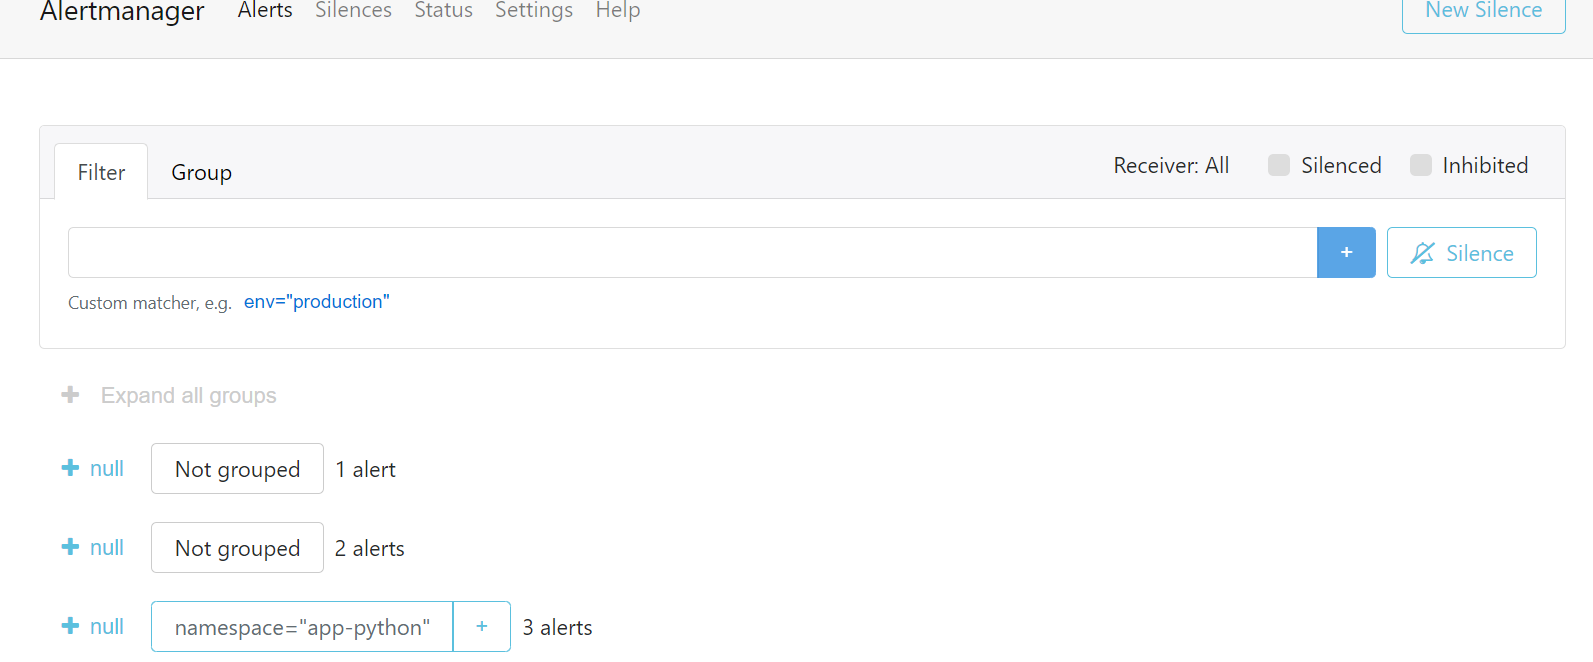 Alertmanager Alerts Silences Status Settings Help New Silence
Filter Group Receiver: All Silenced Inhibited
+ Silence
Custom matcher, e.g. env="production"
+ Expand all groups
+ null Not grouped 1 alert
+ null Not grouped 2 alerts
+ null namespace="app-python" + 3 alerts